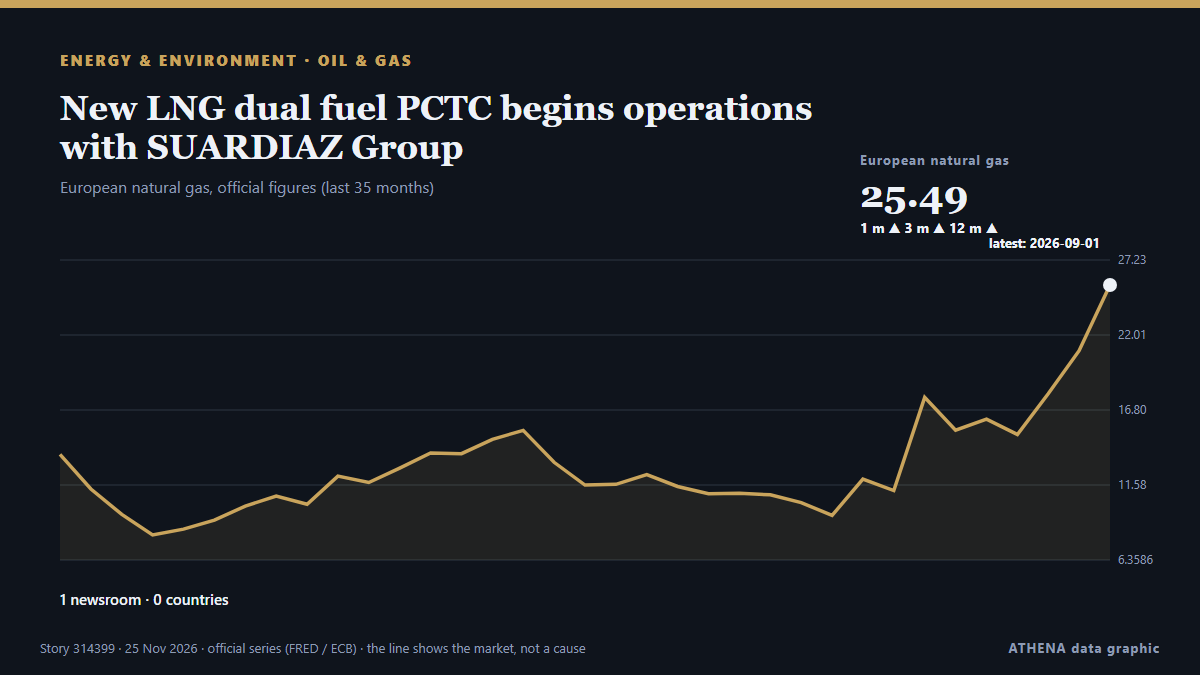 ENERGY & ENVIRONMENT · OIL & GAS
New LNG dual fuel PCTC begins operations
with SUARDIAZ Group
European natural gas, official figures (last 35 months)
European natural gas
25.49
1 m ▲ 3 m ▲ 12 m ▲
latest: 2026-09-01
27.23
22.01
16.80
11.58
6.3586
1 newsroom · 0 countries
Story 314399 · 25 Nov 2026 · official series (FRED / ECB) · the line shows the market, not a cause
ATHENA data graphic